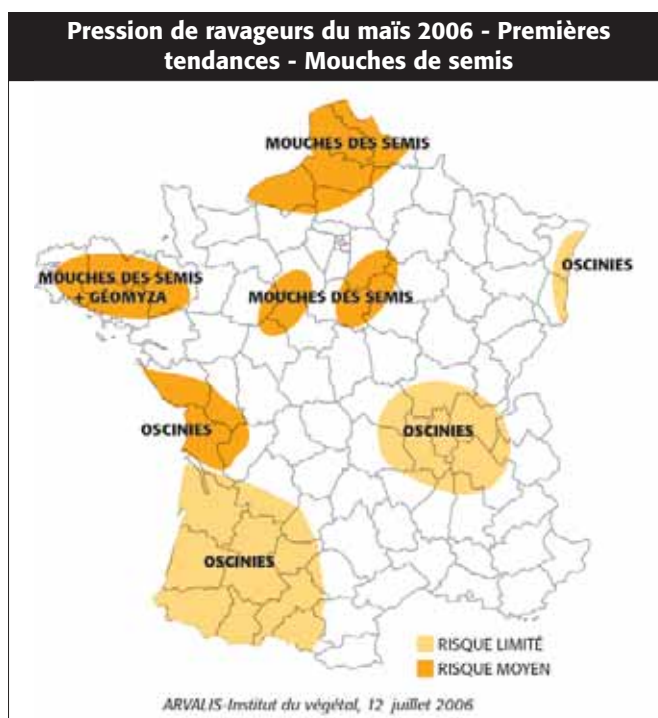 Pression de ravageurs du maïs 2006 - Premières
tendances - Mouches de semis
MOUCHES DES SEMIS
OSCINIES
MOUCHES DES SEMIS
+ GÉOMYZA
MOUCHES DES SEMIS
OSCINIES
OSCINIES
OSCINIES
RISQUE LIMITÉ
RISQUE MOYEN
ARVALIS-Institut du végétal, 12 juillet 2006